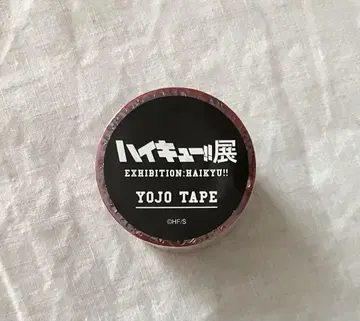 ハイキュー!!展
EXHIBITION:HAIKYU!!
YOJO TAPE
©HF/S